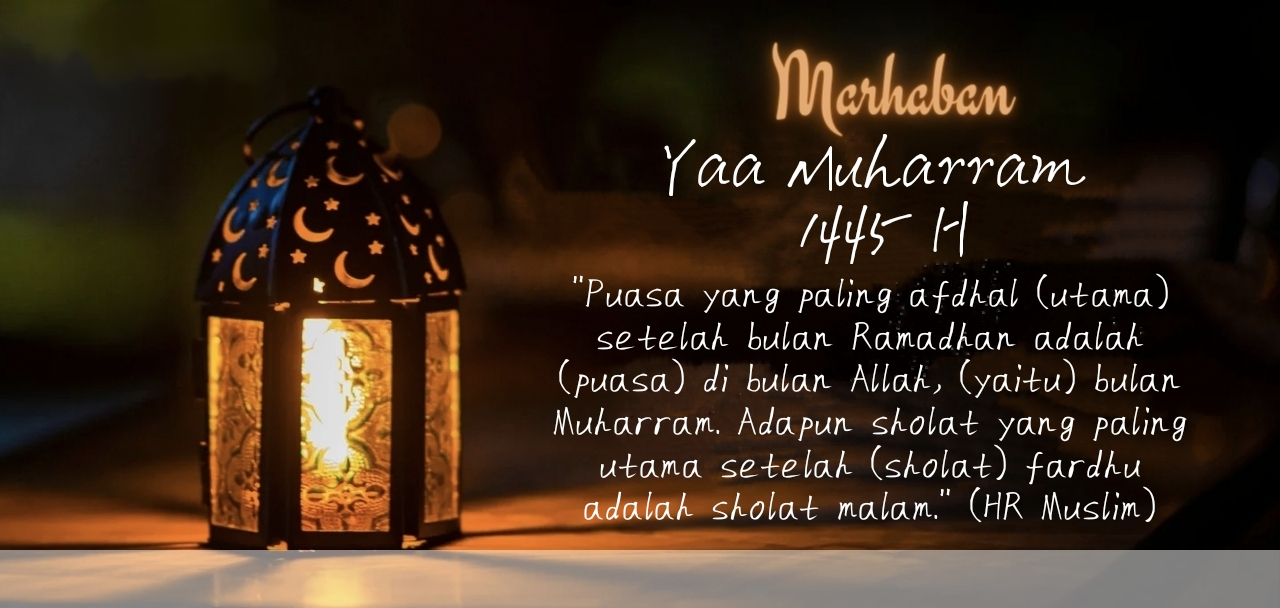 Marhaban
Yaa Muharram
1445 H
"Puasa yang paling afdhal (utama)
setelah bulan Ramadhan adalah
(puasa) di bulan Allah, (yaitu) bulan
Muharram. Adapun sholat yang paling
utama setelah (sholat) fardhu
adalah sholat malam." (HR Muslim)